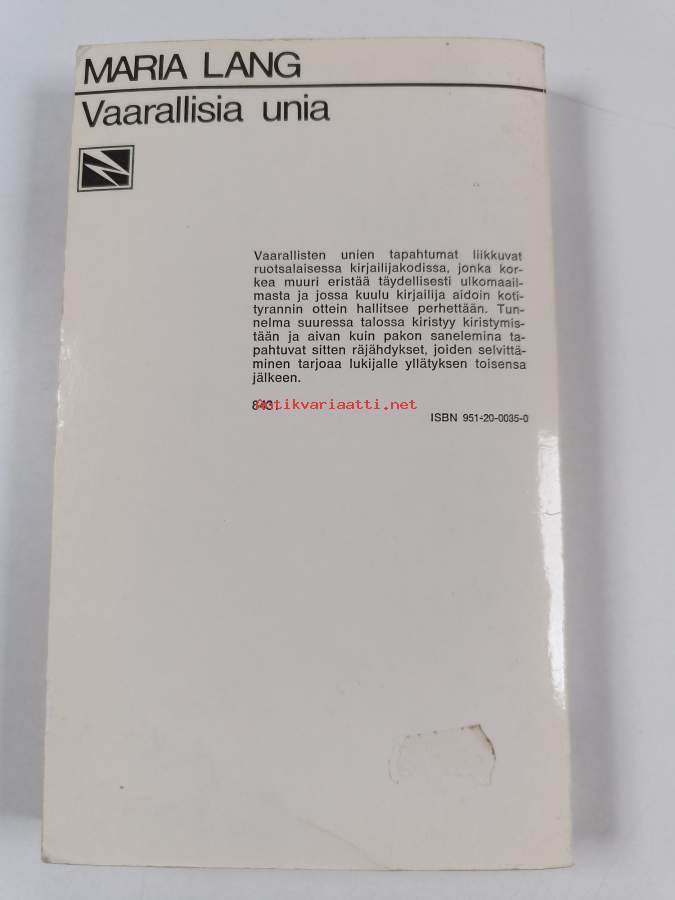 MARIA LANG
Vaarallisia unia
Vaarallisten unien tapahtumat liikkuvat
ruotsalaisessa kirjailijakodissa, jonka kor-
kea muuri eristää täydellisesti ulkomaail-
masta ja jossa kuulu kirjailija aidoin koti-
tyrannin ottein hallitsee perhettään. Tun-
nelma suuressa talossa kiristyy kiristymis-
tään ja aivan kuin pakon sanelemina ta-
pahtuvat sitten räjähdykset, joiden selvittä-
minen tarjoaa lukijalle yllätyksen toisensa
jälkeen.
Antikvariaatti.net
ISBN 951-20-0035-0